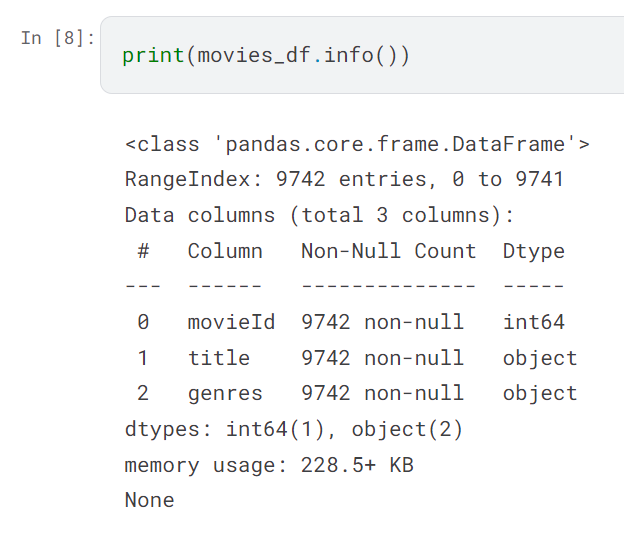 In [8]:
print(movies_df.info())
<class 'pandas.core.frame.DataFrame'>
RangeIndex: 9742 entries, 0 to 9741
Data columns (total 3 columns):
 #   Column   Non-Null Count  Dtype
---  ------   --------------  -----
 0   movieId  9742 non-null   int64
 1   title    9742 non-null   object
 2   genres   9742 non-null   object
dtypes: int64(1), object(2)
memory usage: 228.5+ KB
None